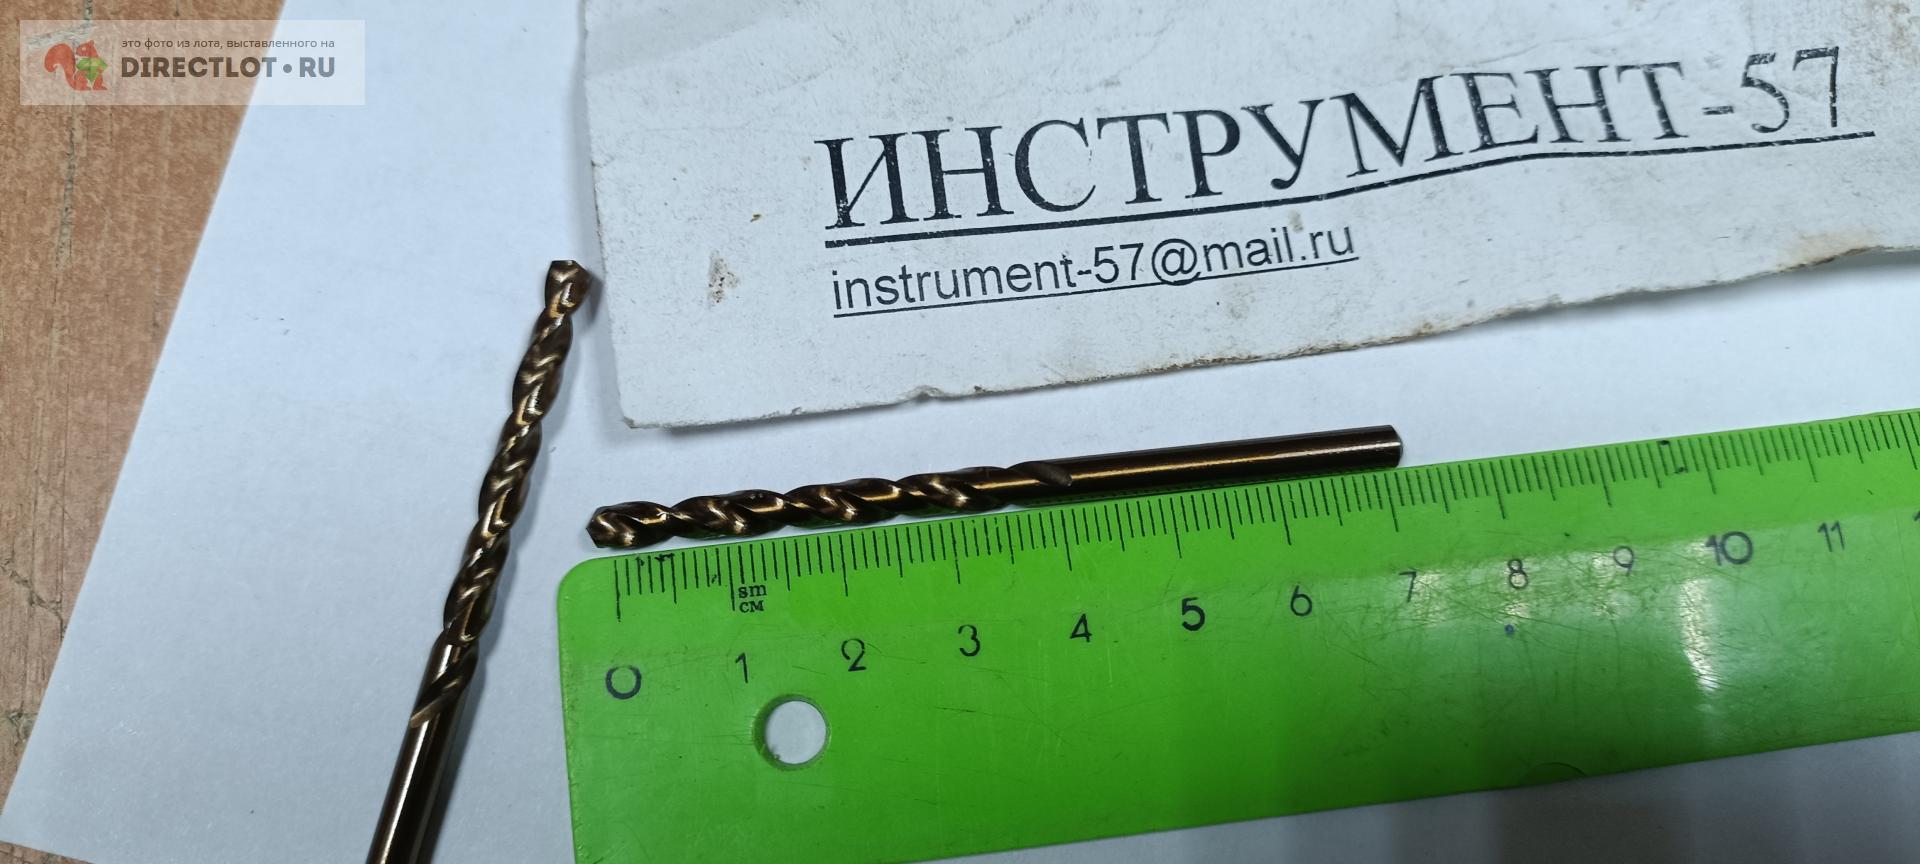 это фото из лота, выставленного на
DIRECTLOT•RU
ИНСТРУМЕНТ-57
instrument-57@mail.ru
sm
см
0 1 2 3 4 5 6 7 8 9 10 11